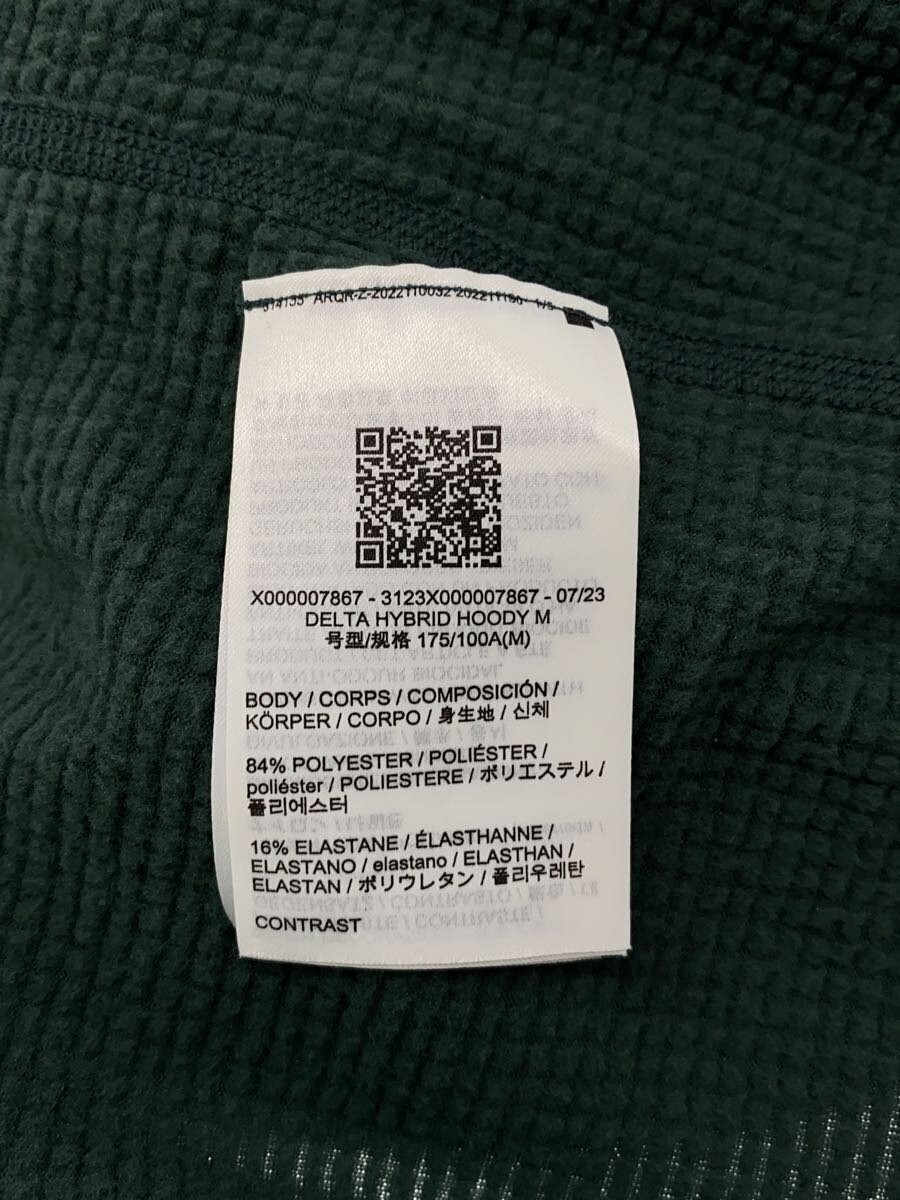 ARQR-Z-2022110032
X000007867 - 3123X000007867 - 07/23
DELTA HYBRID HOODY M
号型/规格 175/100A(M)
BODY / CORPS / COMPOSICIÓN /
KÖRPER / CORPO / 身生地 / 신체
84% POLYESTER / POLIÉSTER /
poliéster / POLIESTERE / ポリエステル /
폴리에스터
16% ELASTANE / ÉLASTHANNE /
ELASTANO / elastano / ELASTHAN /
ELASTAN / ポリウレタン / 폴리우레탄
CONTRAST